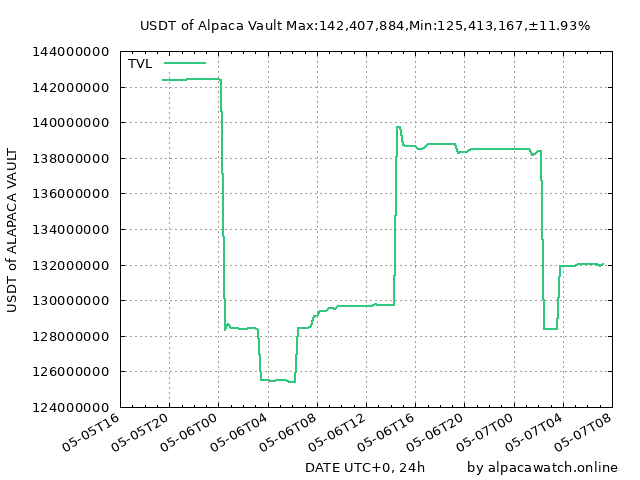 USDT of Alpaca Vault Max:142,407,884,Min:125,413,167,±11.93%
TVL
144000000
142000000
140000000
138000000
136000000
134000000
132000000
130000000
128000000
126000000
124000000
USDT of ALAPACA VAULT
05-05T16
05-05T20
05-06T00
05-06T04
05-06T08
05-06T12
05-06T16
05-06T20
05-07T00
05-07T04
05-07T08
DATE UTC+0, 24h
by alpacawatch.online